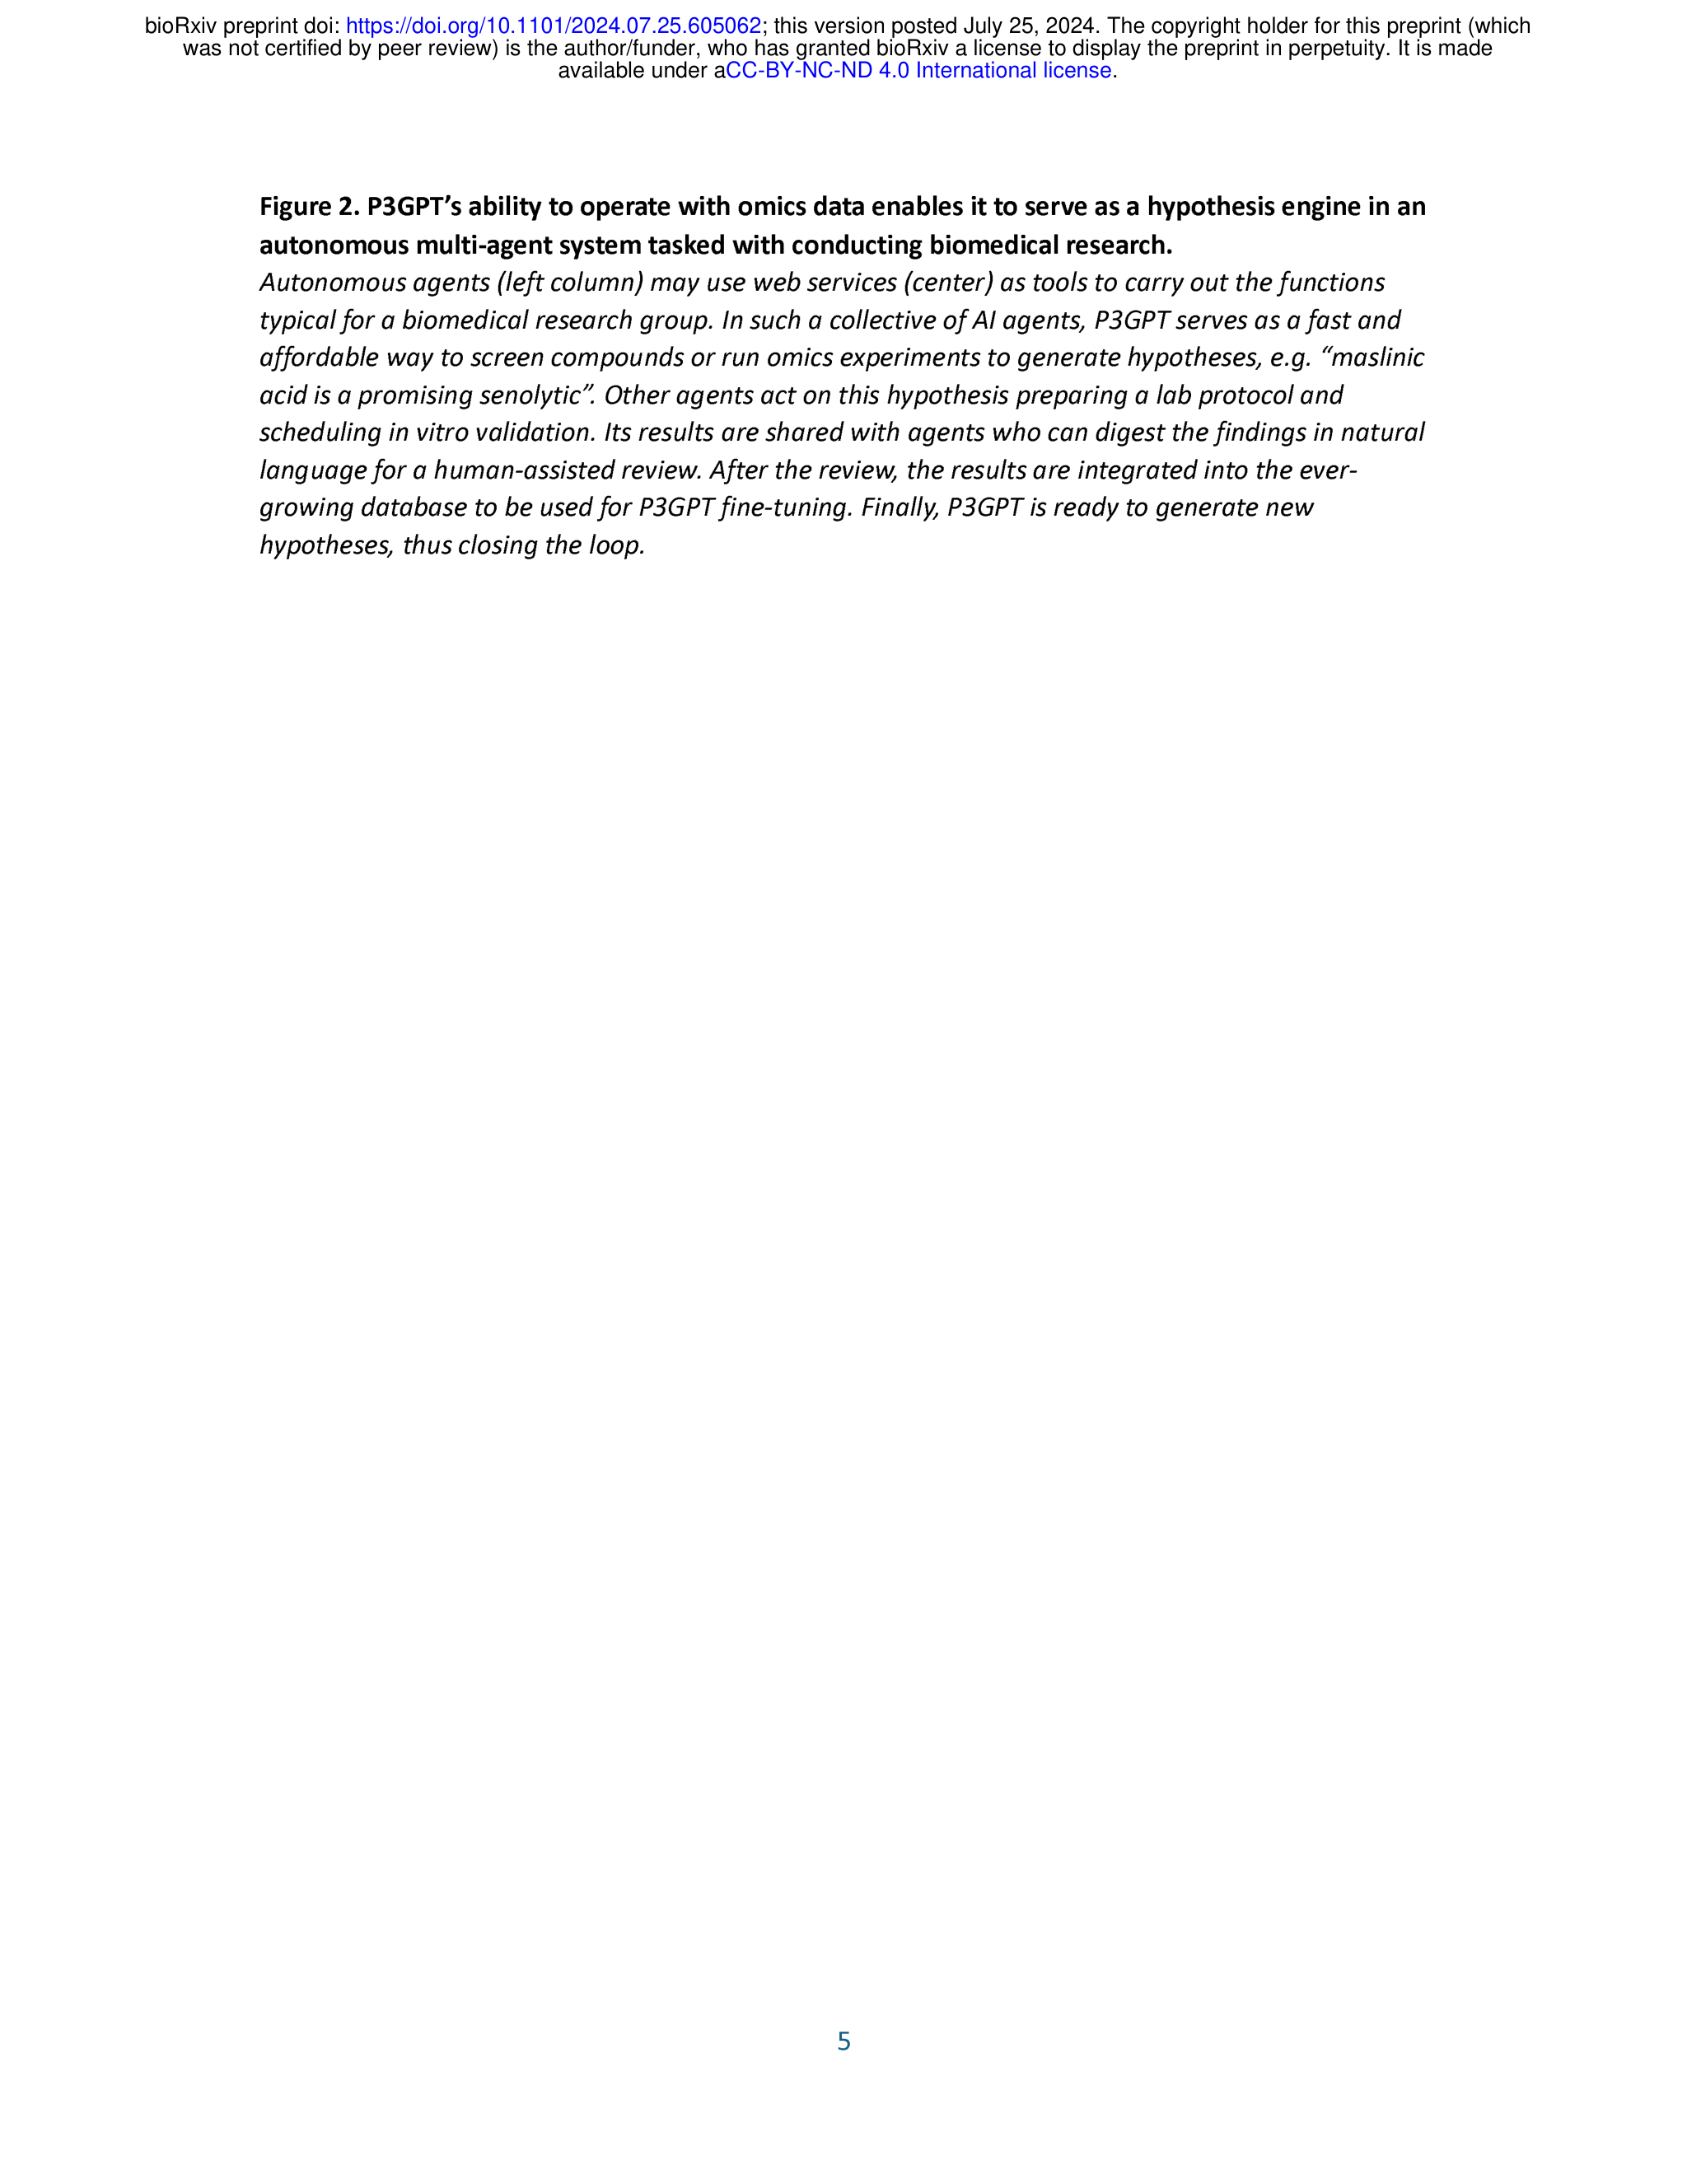 bioRxiv preprint doi: https://doi.org/10.1101/2024.07.25.605062; this version posted July 25, 2024. The copyright holder for this preprint (which
was not certified by peer review) is the author/funder, who has granted bioRxiv a license to display the preprint in perpetuity. It is made
available under aCC-BY-NC-ND 4.0 International license.
Figure 2. P3GPT’s ability to operate with omics data enables it to serve as a hypothesis engine in an
autonomous multi-agent system tasked with conducting biomedical research.
Autonomous agents (left column) may use web services (center) as tools to carry out the functions
typical for a biomedical research group. In such a collective of AI agents, P3GPT serves as a fast and
affordable way to screen compounds or run omics experiments to generate hypotheses, e.g. “maslinic
acid is a promising senolytic”. Other agents act on this hypothesis preparing a lab protocol and
scheduling in vitro validation. Its results are shared with agents who can digest the findings in natural
language for a human-assisted review. After the review, the results are integrated into the ever-
growing database to be used for P3GPT fine-tuning. Finally, P3GPT is ready to generate new
hypotheses, thus closing the loop.
5